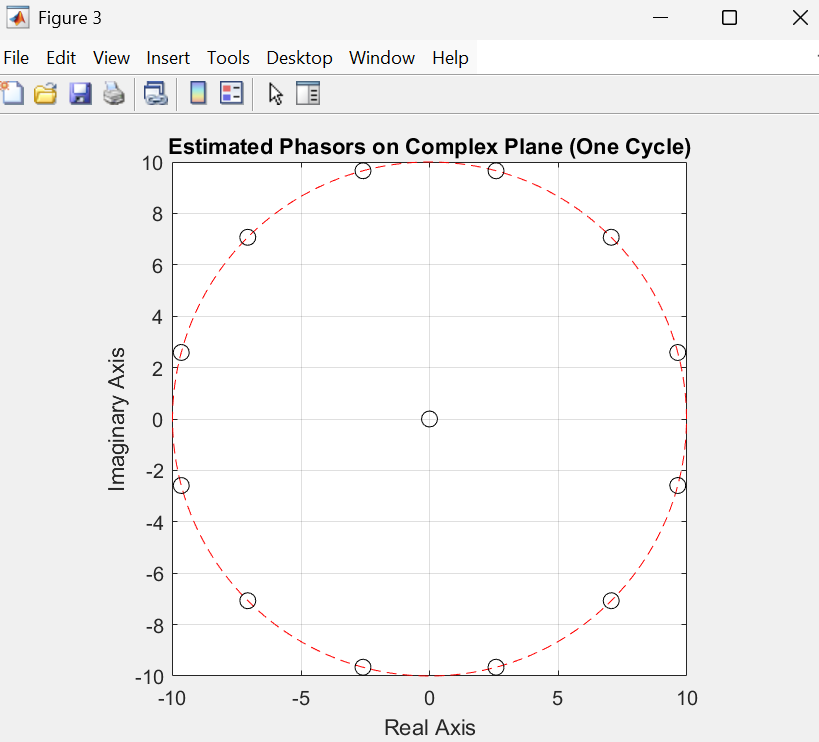 Figure 3
File Edit View Insert Tools Desktop Window Help
Estimated Phasors on Complex Plane (One Cycle)
10
8
6
4
2
0
-2
-4
-6
-8
-10
Imaginary Axis
-10 -5 0 5 10
Real Axis